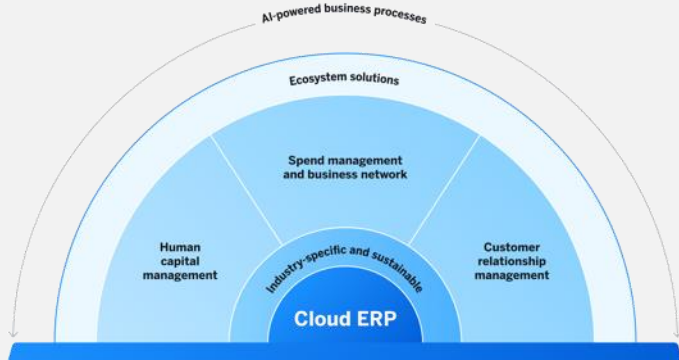 AI-powered business processes
Ecosystem solutions
Spend management
and business network
Human
capital
management
Customer
relationship
management
Industry-specific and sustainable
Cloud ERP